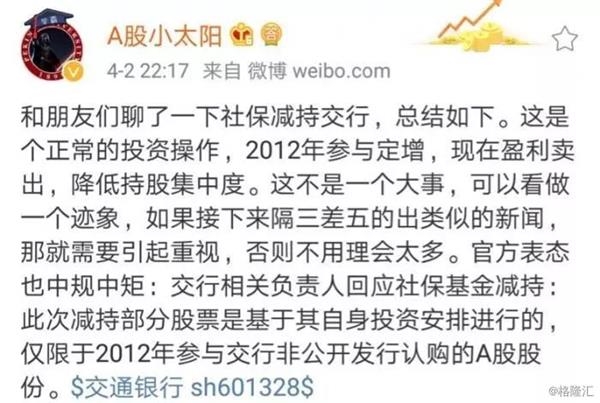 A股小太阳
4-2 22:17 来自 微博 weibo.com
和朋友们聊了一下社保减持交行，总结如下。这是
个正常的投资操作，2012年参与定增，现在盈利卖
出，降低持股集中度。这不是一个大事，可以看做
一个迹象，如果接下来隔三差五的出类似的新闻，
那就需要引起重视，否则不用理会太多。官方表态
也中规中矩：交行相关负责人回应社保基金减持：
此次减持部分股票是基于其自身投资安排进行的，
仅限于2012年参与交行非公开发行认购的A股股
份。$交通银行 sh601328$
@格隆汇